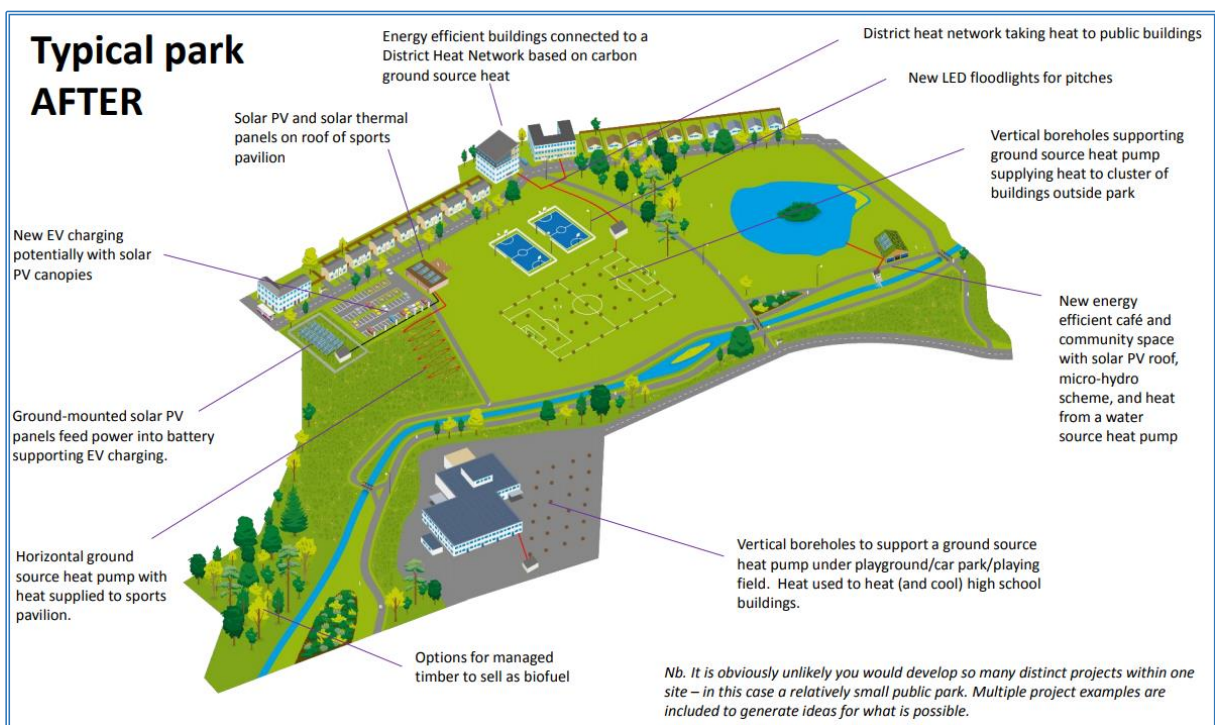 Typical park
AFTER
Energy efficient buildings connected to a
District Heat Network based on carbon
ground source heat
District heat network taking heat to public buildings
New LED floodlights for pitches
Solar PV and solar thermal
panels on roof of sports
pavilion
Vertical boreholes supporting
ground source heat pump
supplying heat to cluster of
buildings outside park
New EV charging
potentially with solar
PV canopies
New energy
efficient café and
community space
with solar PV roof,
micro-hydro
scheme, and heat
from a water
source heat pump
Ground-mounted solar PV
panels feed power into battery
supporting EV charging.
Horizontal ground
source heat pump with
heat supplied to sports
pavilion.
Vertical boreholes to support a ground source
heat pump under playground/car park/playing
field.  Heat used to heat (and cool) high school
buildings.
Options for managed
timber to sell as biofuel
Nb. It is obviously unlikely you would develop so many distinct projects within one
site – in this case a relatively small public park. Multiple project examples are
included to generate ideas for what is possible.